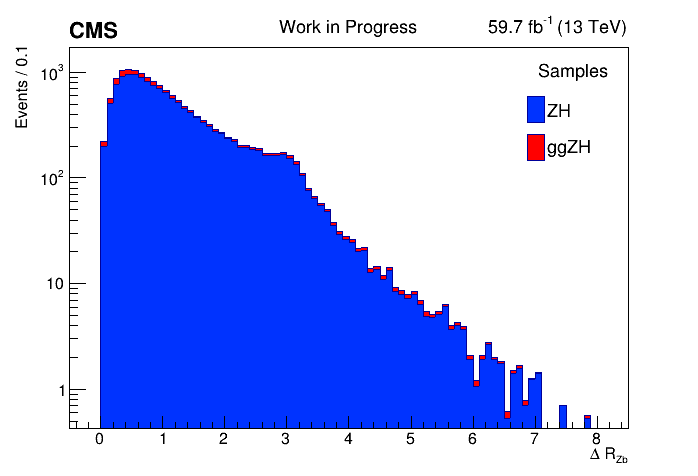 CMS Work in Progress 59.7 fb⁻¹ (13 TeV)
Events / 0.1
Samples
ZH
ggZH
10³
10²
10
1
0 1 2 3 4 5 6 7 8
Δ R_Zb